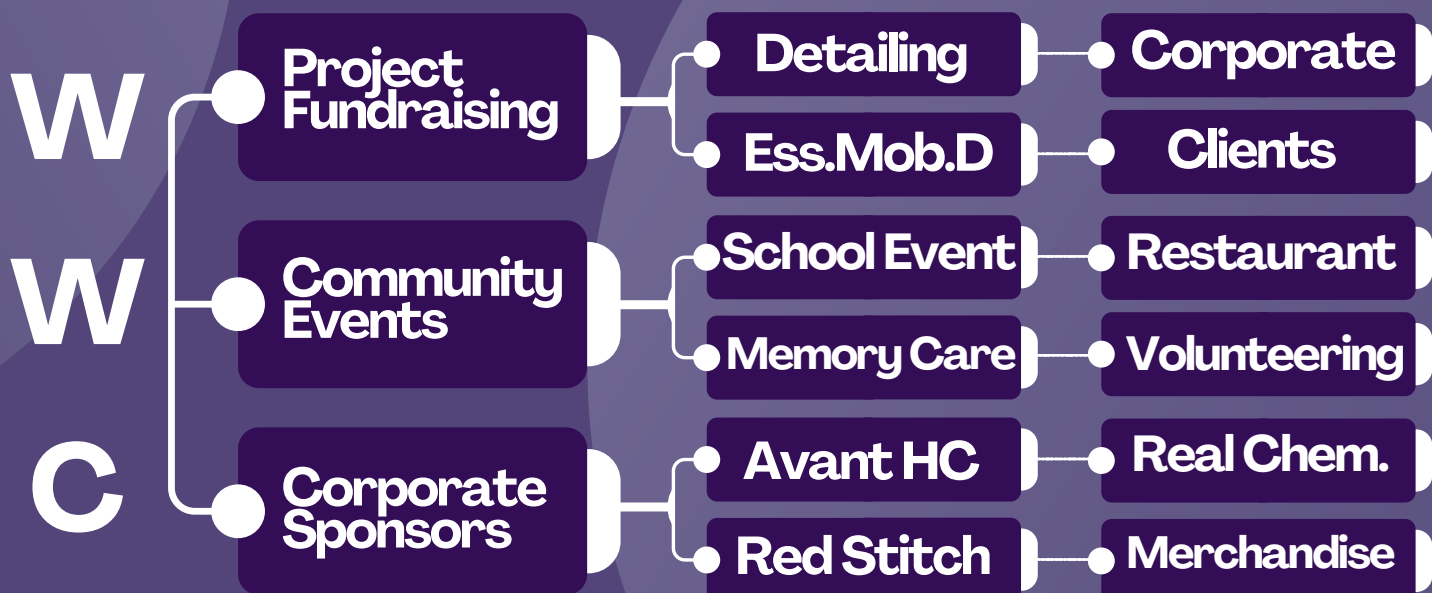 W
W
C
Project
Fundraising
Detailing
Corporate
Ess.Mob.D
Clients
Community
Events
School Event
Restaurant
Memory Care
Volunteering
Corporate
Sponsors
Avant HC
Real Chem.
Red Stitch
Merchandise